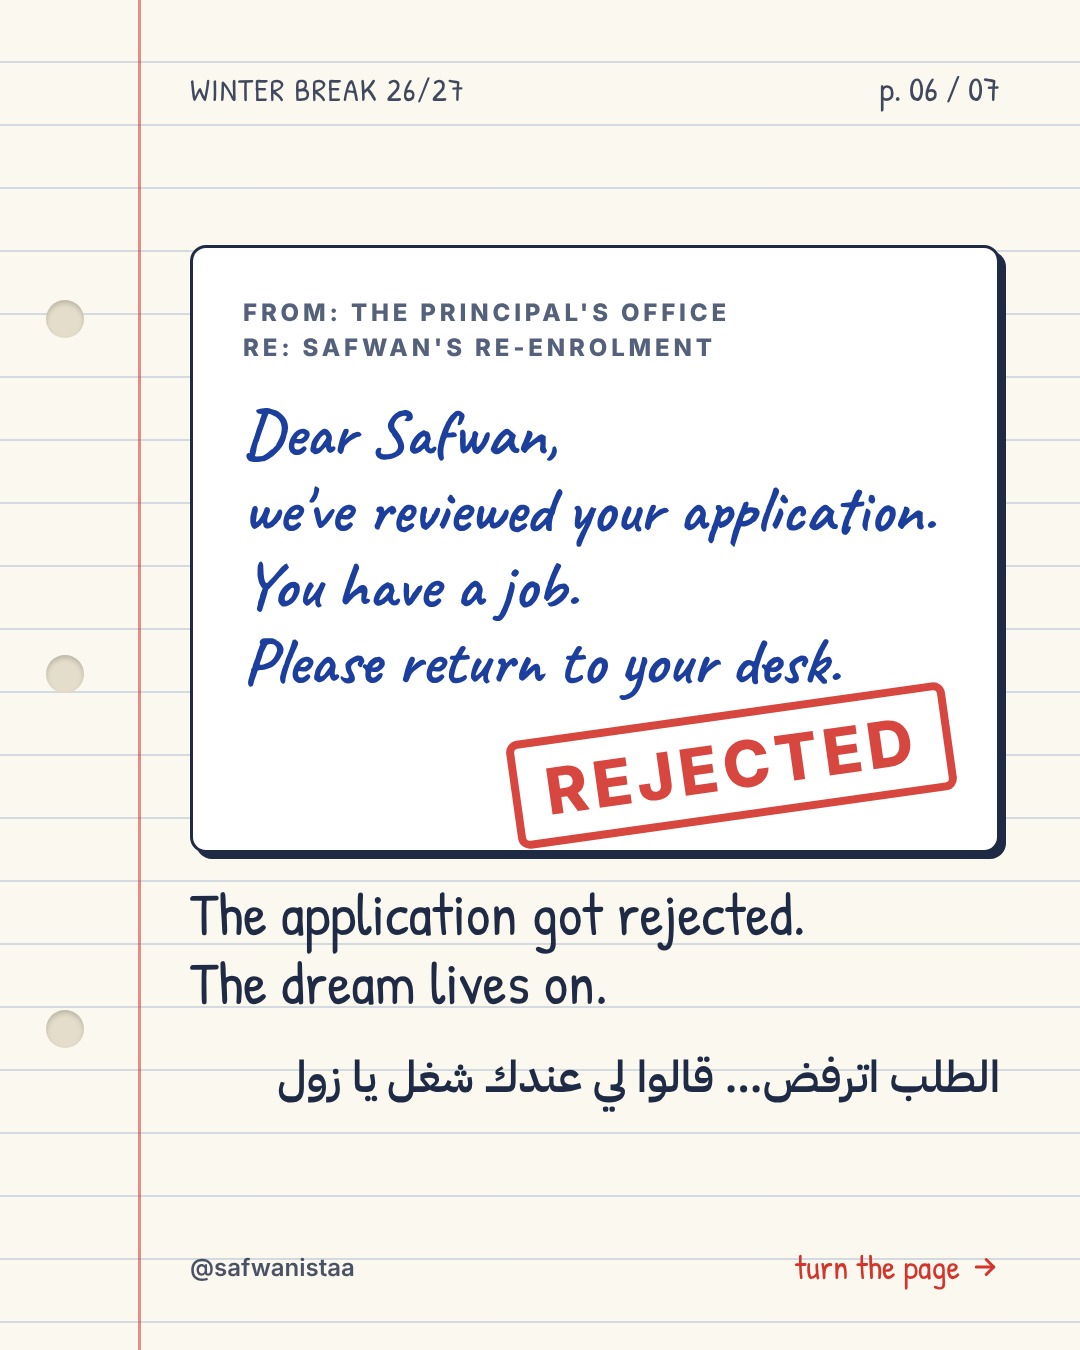 WINTER BREAK 26/27
p. 06 / 07
FROM: THE PRINCIPAL'S OFFICE
RE: SAFWAN'S RE-ENROLMENT
Dear Safwan,
we've reviewed your application.
You have a job.
Please return to your desk.
REJECTED
The application got rejected.
The dream lives on.
الطلب اترفض... قالوا لي عندك شغل يا زول
@safwanistaa
turn the page →